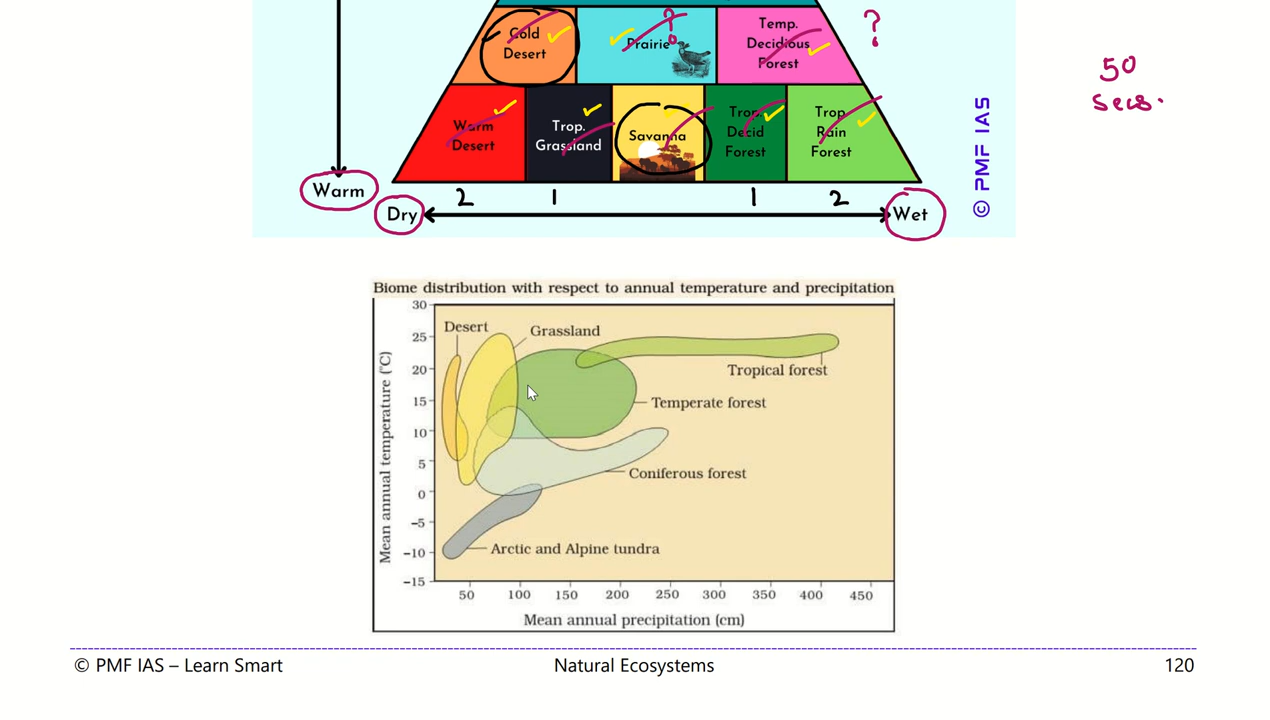 Cold
Desert
Prairie
?
Temp.
Decidious
Forest
?
50
secs.
Warm
Desert
Trop.
Grassland
Savanna
Trop.
Decid
Forest
Trop
Rain
Forest
© PMF IAS
Warm
2
1
1
2
Dry
Wet
Biome distribution with respect to annual temperature and precipitation
30
25
20
15
10
5
0
−5
−10
−15
Mean annual temperature (°C)
Desert
Grassland
Tropical forest
Temperate forest
Coniferous forest
Arctic and Alpine tundra
50 100 150 200 250 300 350 400 450
Mean annual precipitation (cm)
© PMF IAS – Learn Smart
Natural Ecosystems
120